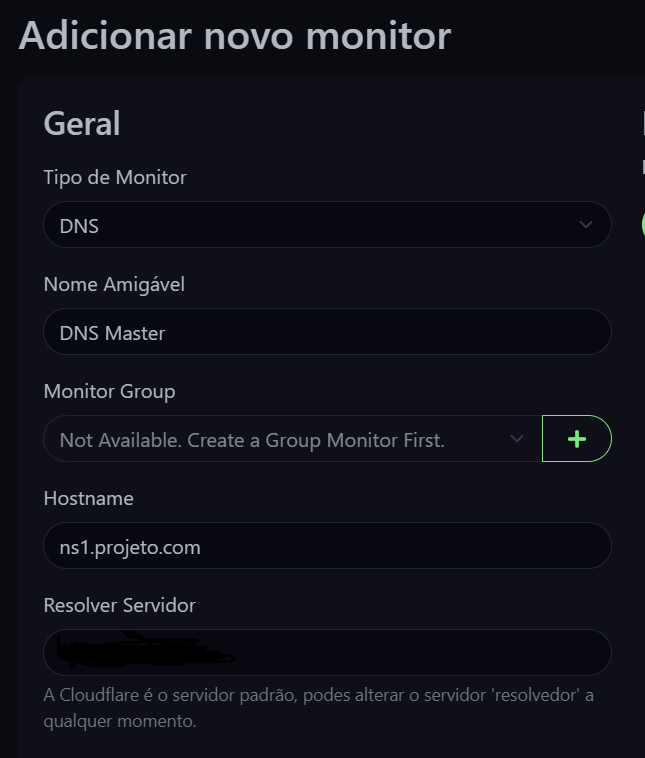 Adicionar novo monitor
Geral
Tipo de Monitor
DNS
Nome Amigável
DNS Master
Monitor Group
Not Available. Create a Group Monitor First.
Hostname
ns1.projeto.com
Resolver Servidor
A Cloudflare é o servidor padrão, podes alterar o servidor 'resolvedor' a
qualquer momento.